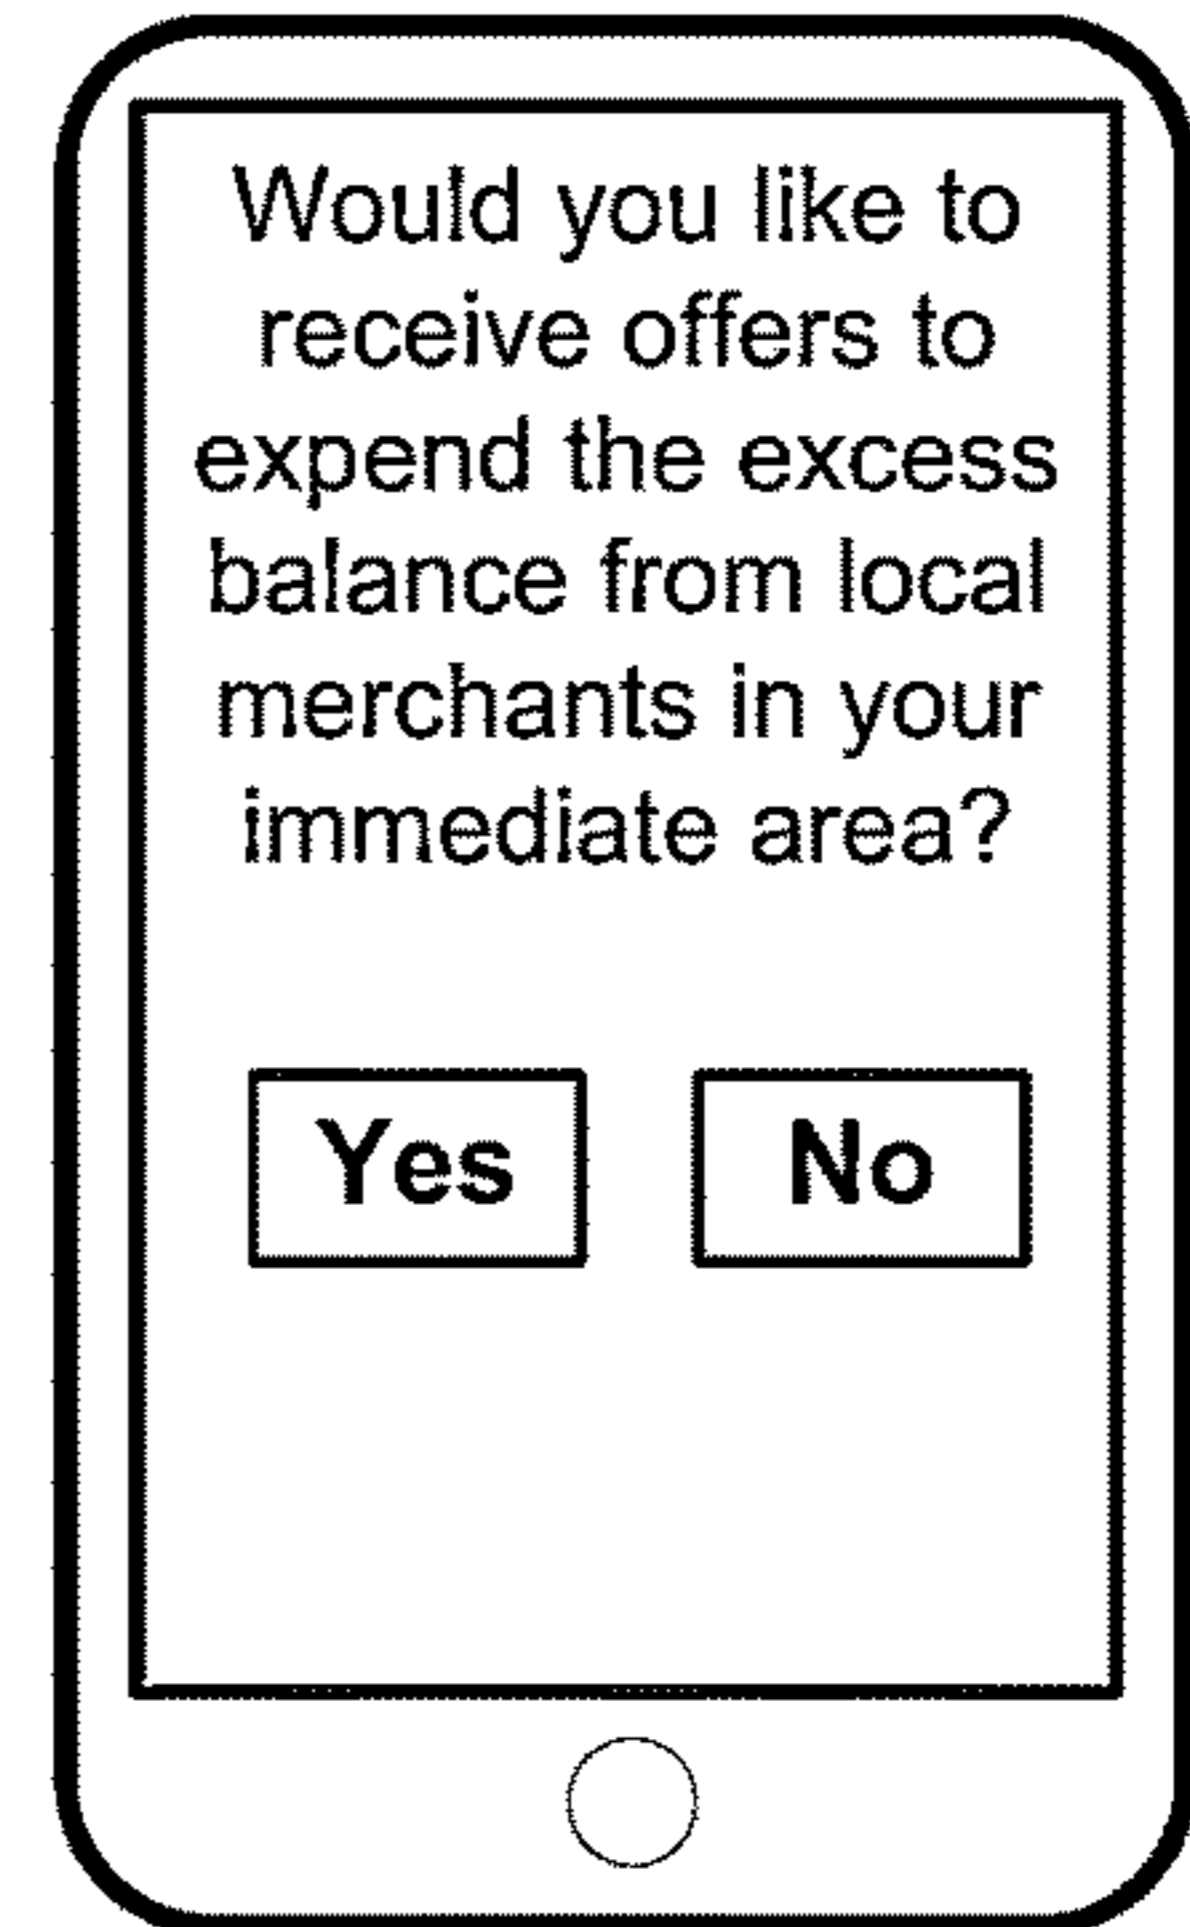 Would you like to
receive offers to
expend the excess
balance from local
merchants in your
immediate area?
Yes No